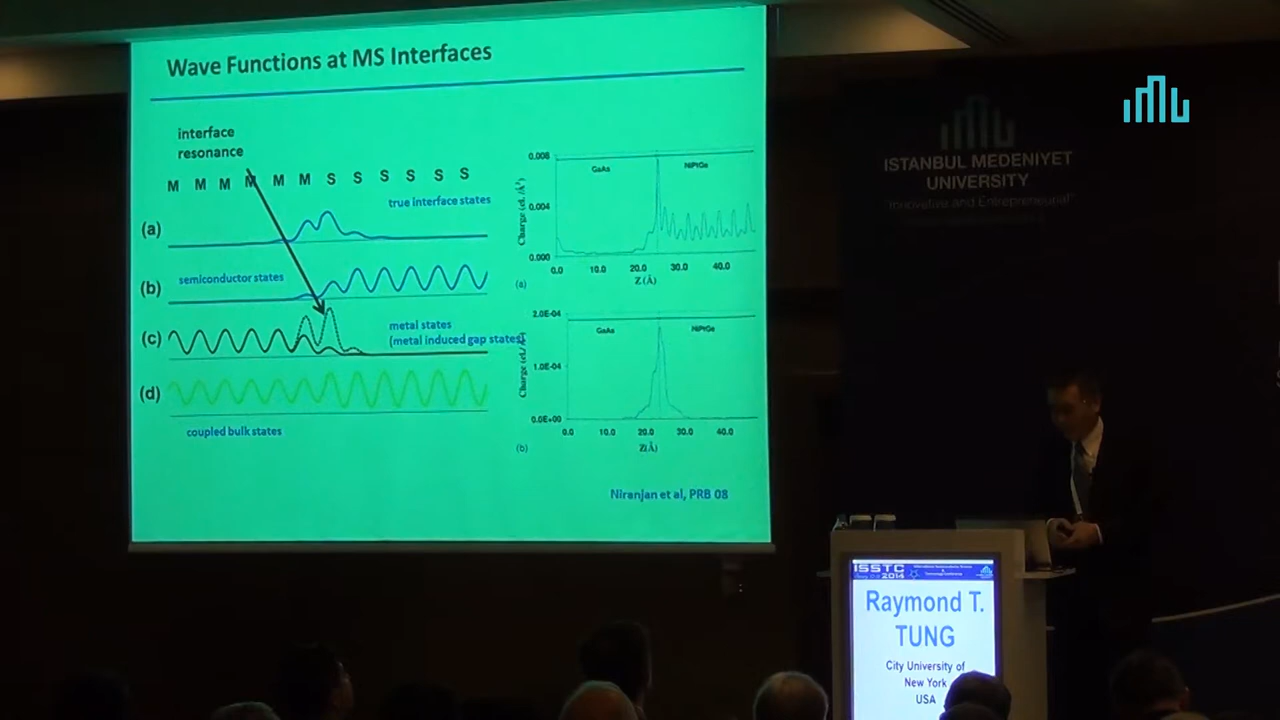 Wave Functions at MS Interfaces
interface
resonance
M M M M M M S S S S S S
true interface states
(a)
semiconductor states
(b)
metal states
(metal induced gap states)
(c)
(d)
coupled bulk states
0.006
GaAs
NiPtGe
0.004
0.000
0.0 10.0 20.0 30.0 40.0
Z (Å)
(a)
2.0E-04
GaAs
NiPtGe
1.0E-04
0.0E+00
0.0 10.0 20.0 30.0 40.0
Z(Å)
(b)
Niranjan et al, PRB 08
ISTANBUL MEDENIYET
UNIVERSITY
"Innovative and Entrepreneurial"
ISSTC
2014
Raymond T.
TUNG
City University of
New York
USA